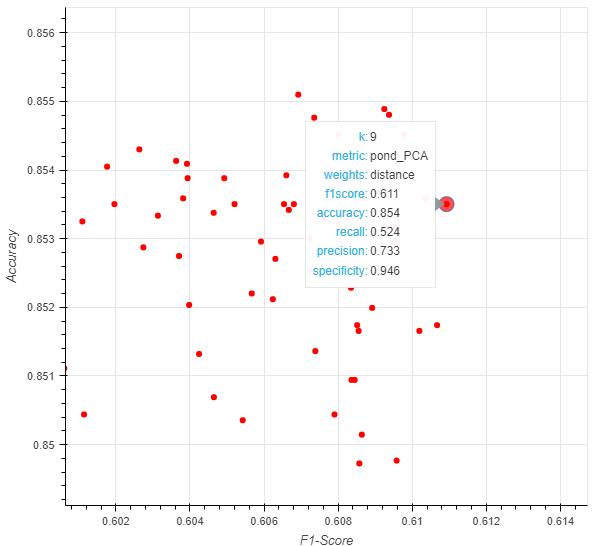 0.856
0.855
0.854
0.853
0.852
0.851
0.85
Accuracy
k: 9
metric: pond_PCA
weights: distance
f1score: 0.611
accuracy: 0.854
recall: 0.524
precision: 0.733
specificity: 0.946
0.602 0.604 0.606 0.608 0.61 0.612 0.614
F1-Score